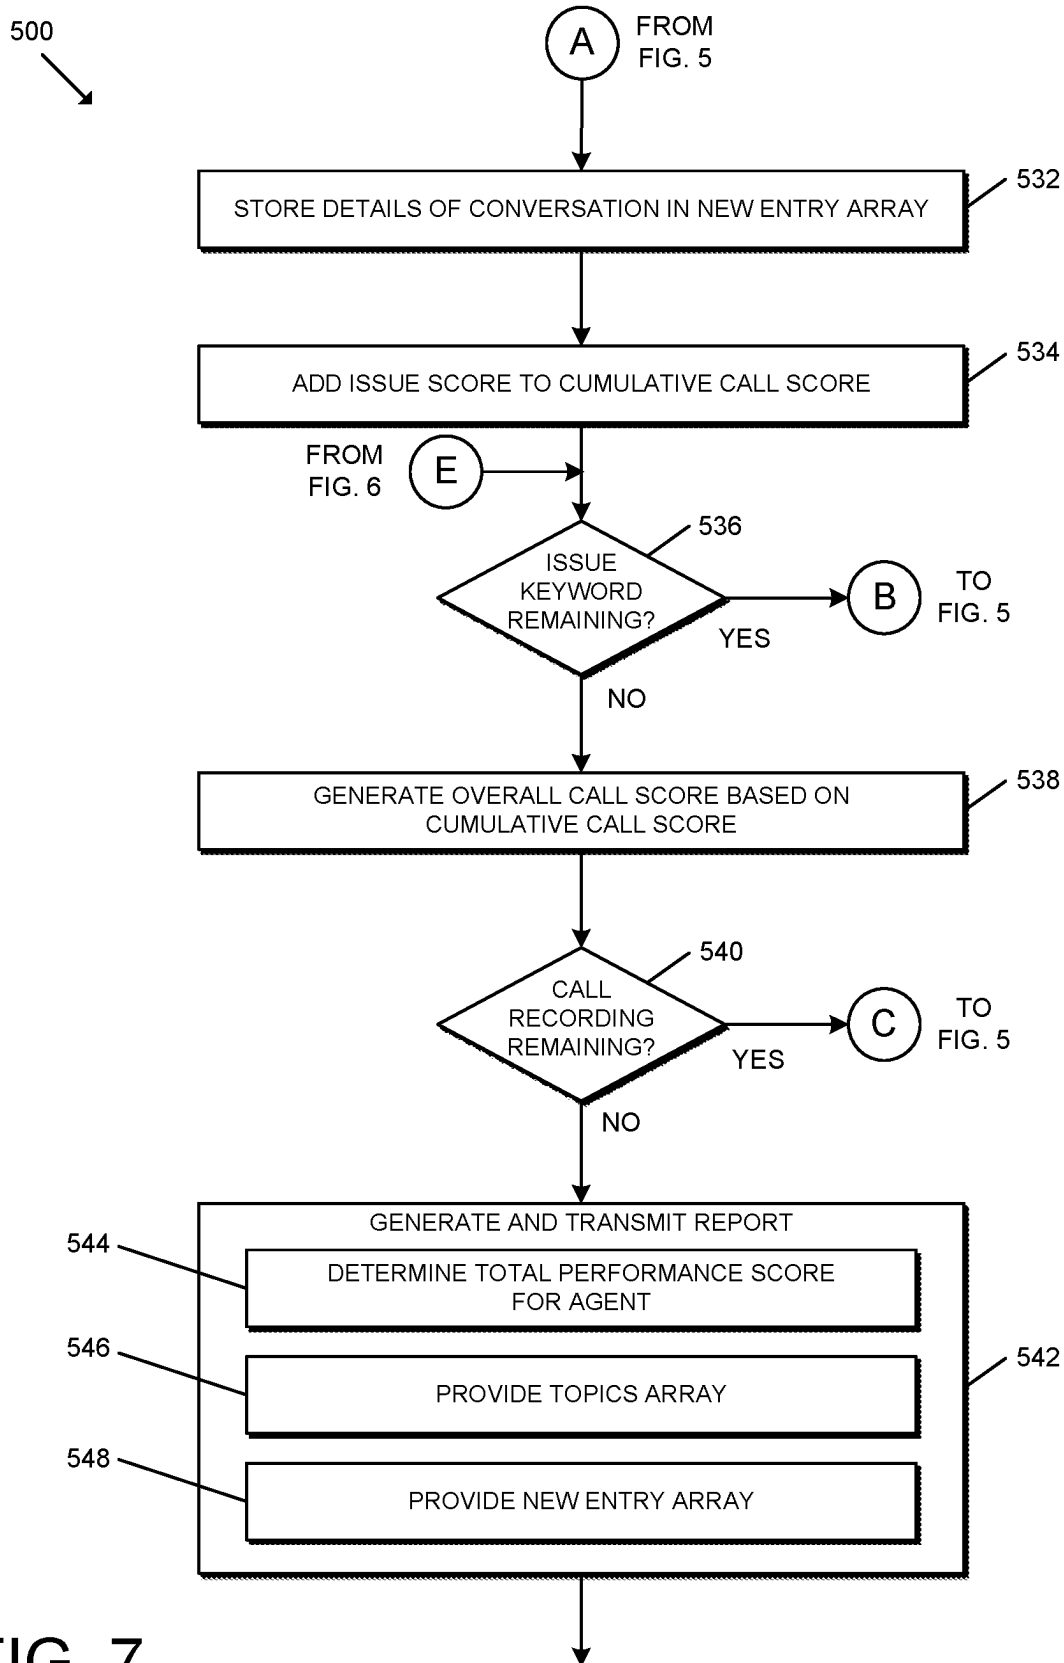 500
A
FROM
FIG. 5
532
STORE DETAILS OF CONVERSATION IN NEW ENTRY ARRAY
534
ADD ISSUE SCORE TO CUMULATIVE CALL SCORE
FROM
FIG. 6
E
536
ISSUE
KEYWORD
REMAINING?
B
TO
FIG. 5
YES
NO
538
GENERATE OVERALL CALL SCORE BASED ON
CUMULATIVE CALL SCORE
540
CALL
RECORDING
REMAINING?
C
TO
FIG. 5
YES
NO
GENERATE AND TRANSMIT REPORT
544
DETERMINE TOTAL PERFORMANCE SCORE
FOR AGENT
546
PROVIDE TOPICS ARRAY
542
548
PROVIDE NEW ENTRY ARRAY
FIG. 7